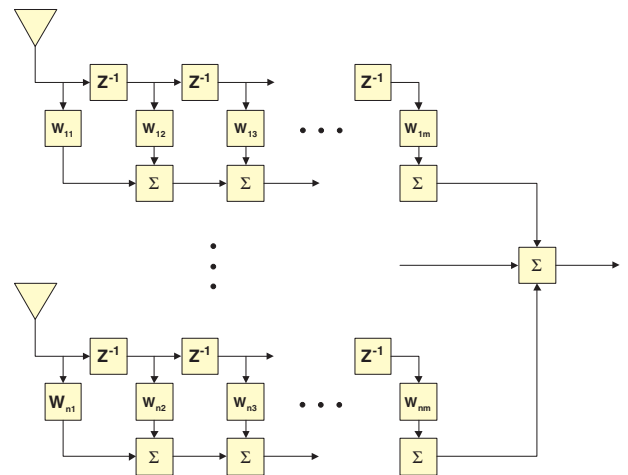 Z⁻¹ Z⁻¹ Z⁻¹
W₁₁ W₁₂ W₁₃ • • • W₁ₘ
Σ Σ Σ
Σ
Z⁻¹ Z⁻¹ Z⁻¹
Wₙ₁ Wₙ₂ Wₙ₃ • • • Wₙₘ
Σ Σ Σ